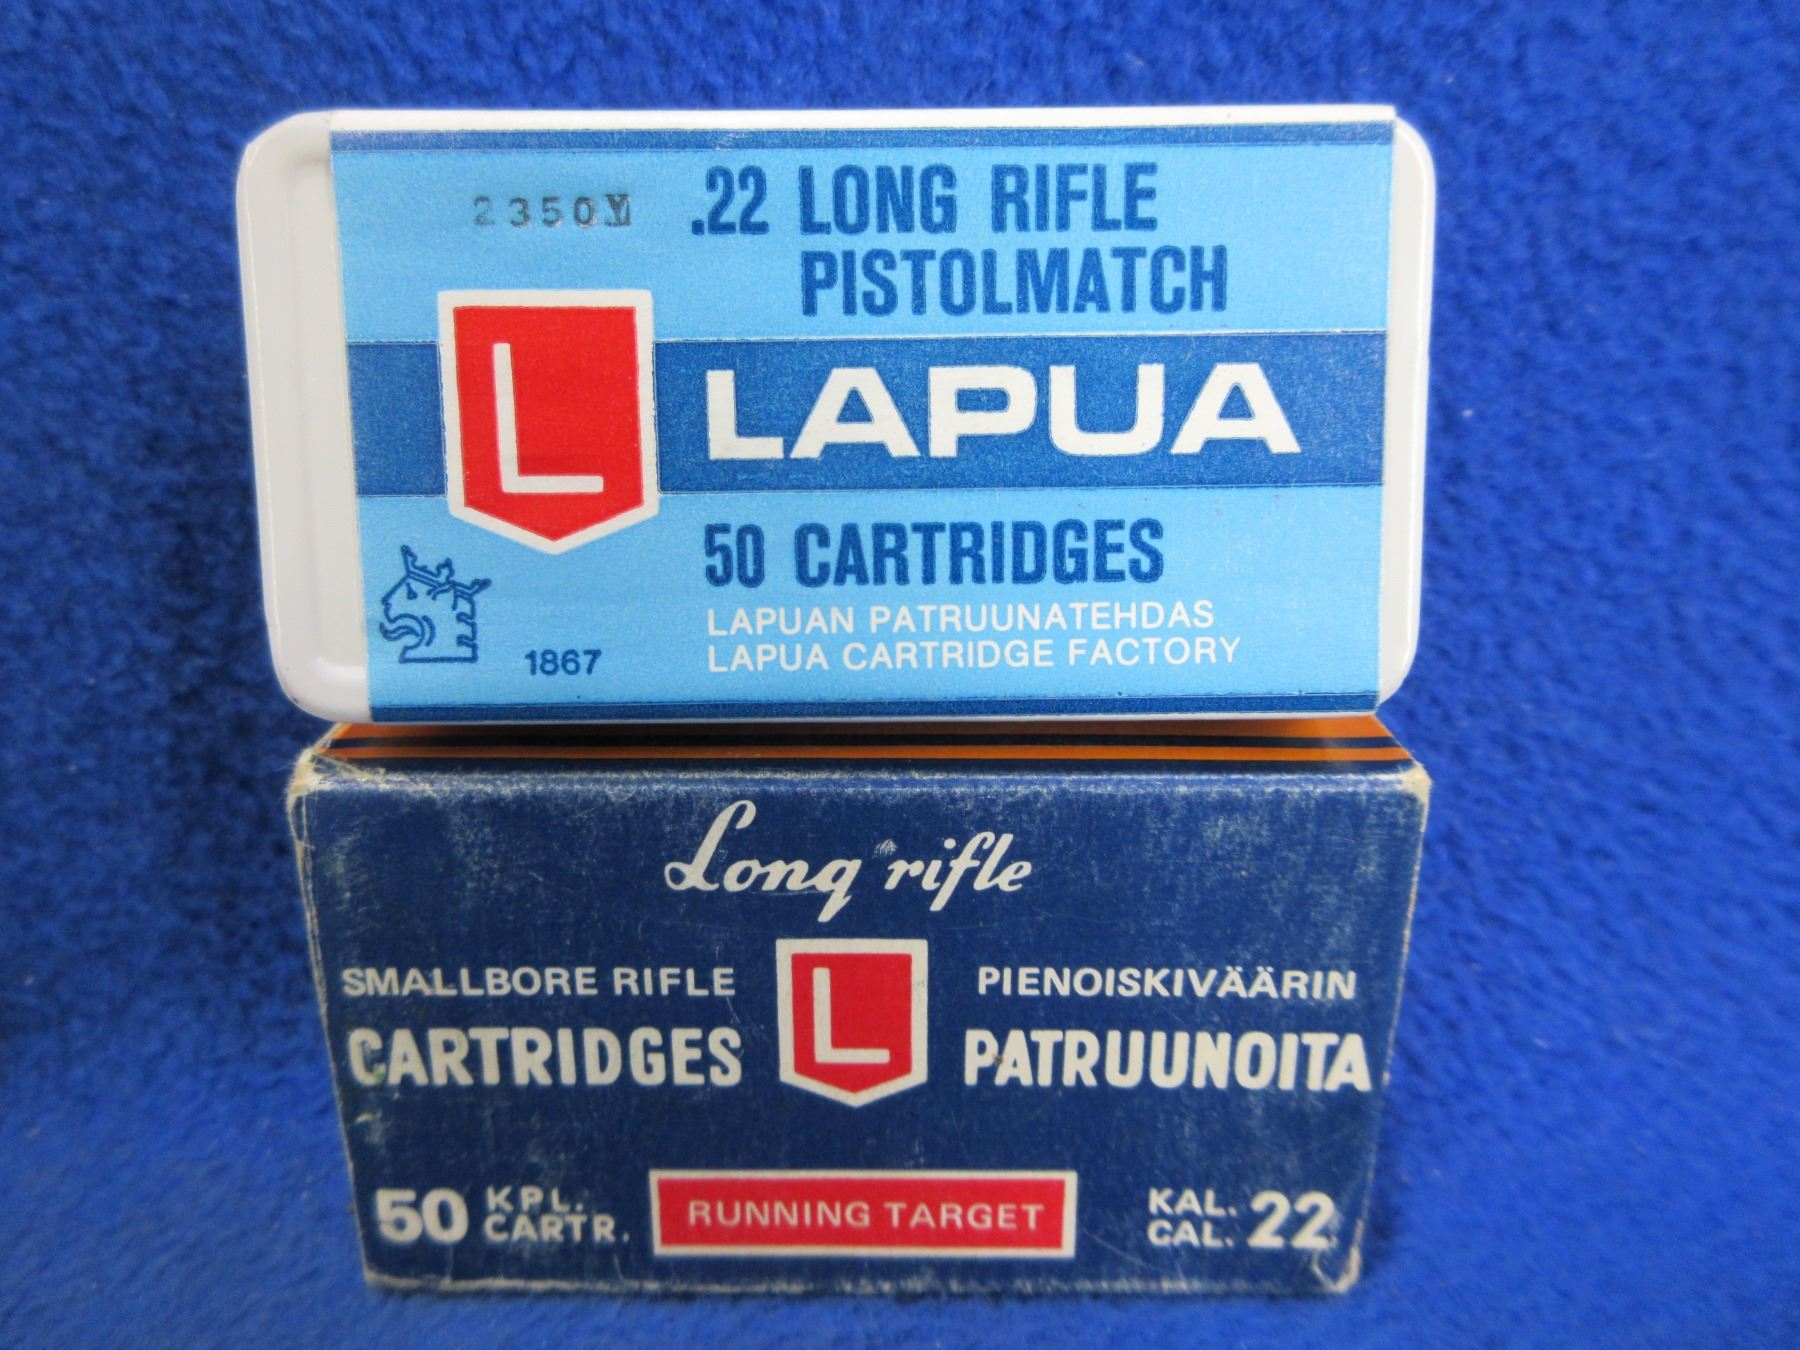 2350Y
.22 LONG RIFLE
PISTOLMATCH
L
LAPUA
50 CARTRIDGES
LAPUAN PATRUUNATEHDAS
LAPUA CARTRIDGE FACTORY
1867
Long rifle
SMALLBORE RIFLE
CARTRIDGES
L
PIENOISKIVÄÄRIN
PATRUUNOITA
50 KPL.
CARTR.
RUNNING TARGET
KAL.
CAL. 22